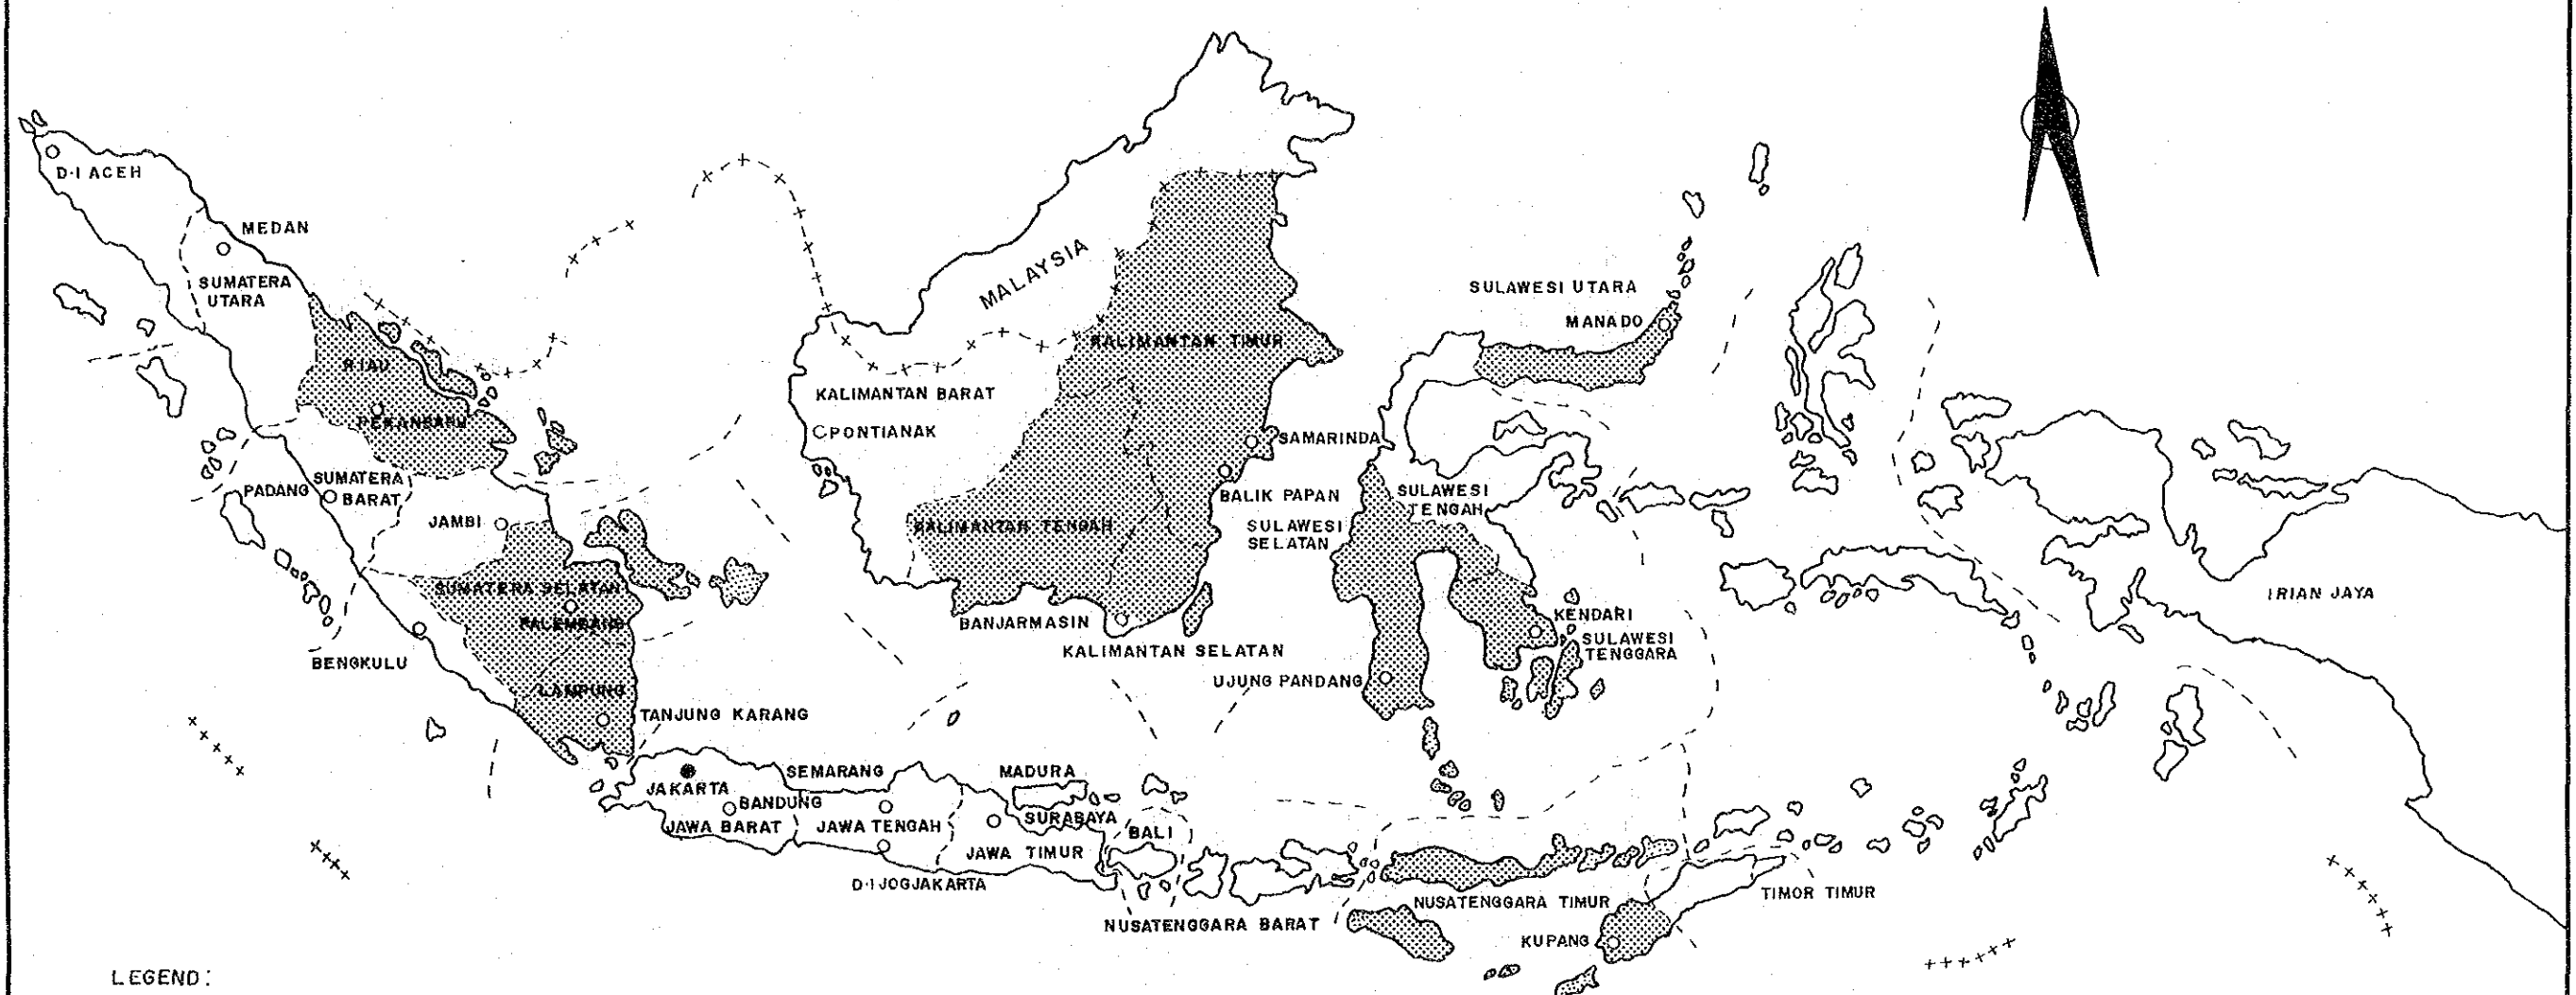 D·I ACEH
MEDAN
SUMATERA
UTARA
RIAU
PEKANBARU
PADANG
SUMATERA
BARAT
JAMBI
SUMATERA SELATAN
PALEMBANG
BENGKULU
LAMPUNG
TANJUNG KARANG
MALAYSIA
KALIMANTAN TIMUR
KALIMANTAN BARAT
PONTIANAK
SAMARINDA
BALIK PAPAN
KALIMANTAN TENGAH
BANJARMASIN
KALIMANTAN SELATAN
SULAWESI UTARA
MANADO
SULAWESI
TENGAH
SULAWESI
SELATAN
KENDARI
SULAWESI
TENGGARA
UJUNG PANDANG
IRIAN JAYA
JAKARTA
BANDUNG
JAWA BARAT
SEMARANG
JAWA TENGAH
D·I JOGJAKARTA
MADURA
SURABAYA
JAWA TIMUR
BALI
NUSATENGGARA BARAT
NUSATENGGARA TIMUR
KUPANG
TIMOR TIMUR
LEGEND: